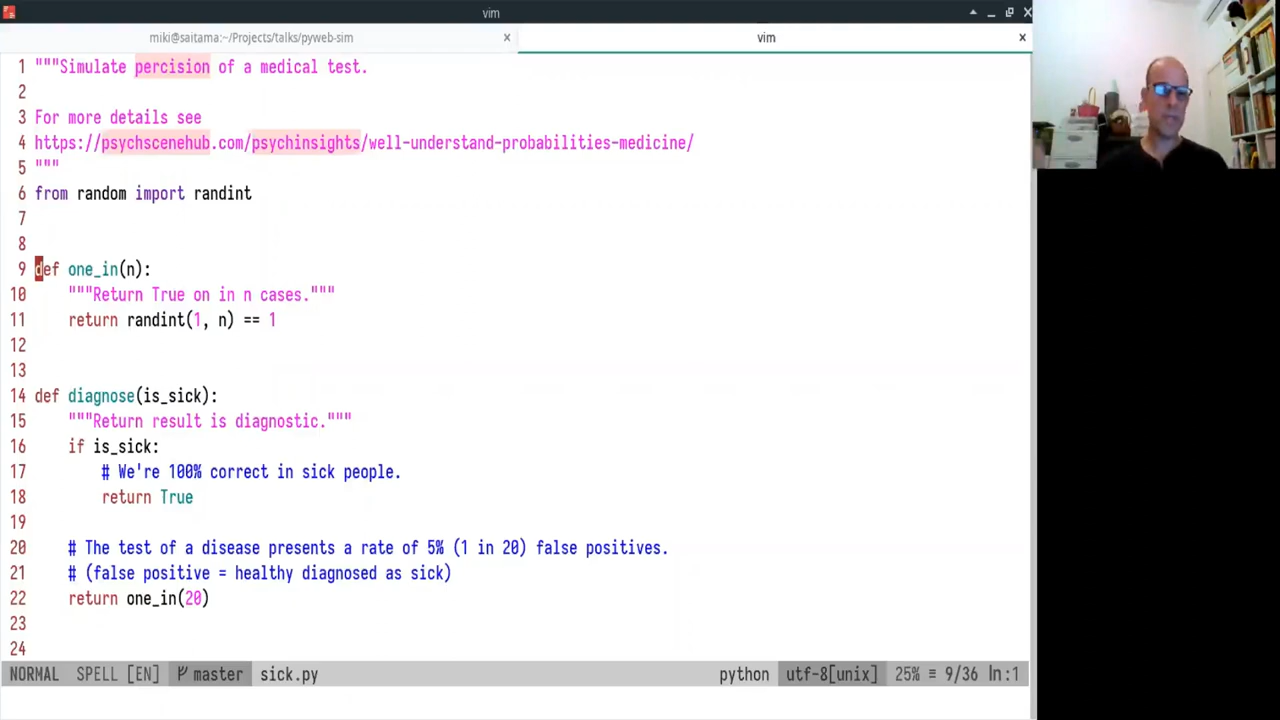 vim
miki@saitama:~/Projects/talks/pyweb-sim × vim ×
1 """Simulate percision of a medical test.
2
3 For more details see
4 https://psychscenehub.com/psychinsights/well-understand-probabilities-medicine/
5 """
6 from random import randint
7
8
9 def one_in(n):
10 """Return True on in n cases."""
11 return randint(1, n) == 1
12
13
14 def diagnose(is_sick):
15 """Return result is diagnostic."""
16 if is_sick:
17 # We're 100% correct in sick people.
18 return True
19
20 # The test of a disease presents a rate of 5% (1 in 20) false positives.
21 # (false positive = healthy diagnosed as sick)
22 return one_in(20)
23
24
NORMAL SPELL [EN] master sick.py python utf-8[unix] 25% ≡ 9/36 ln:1